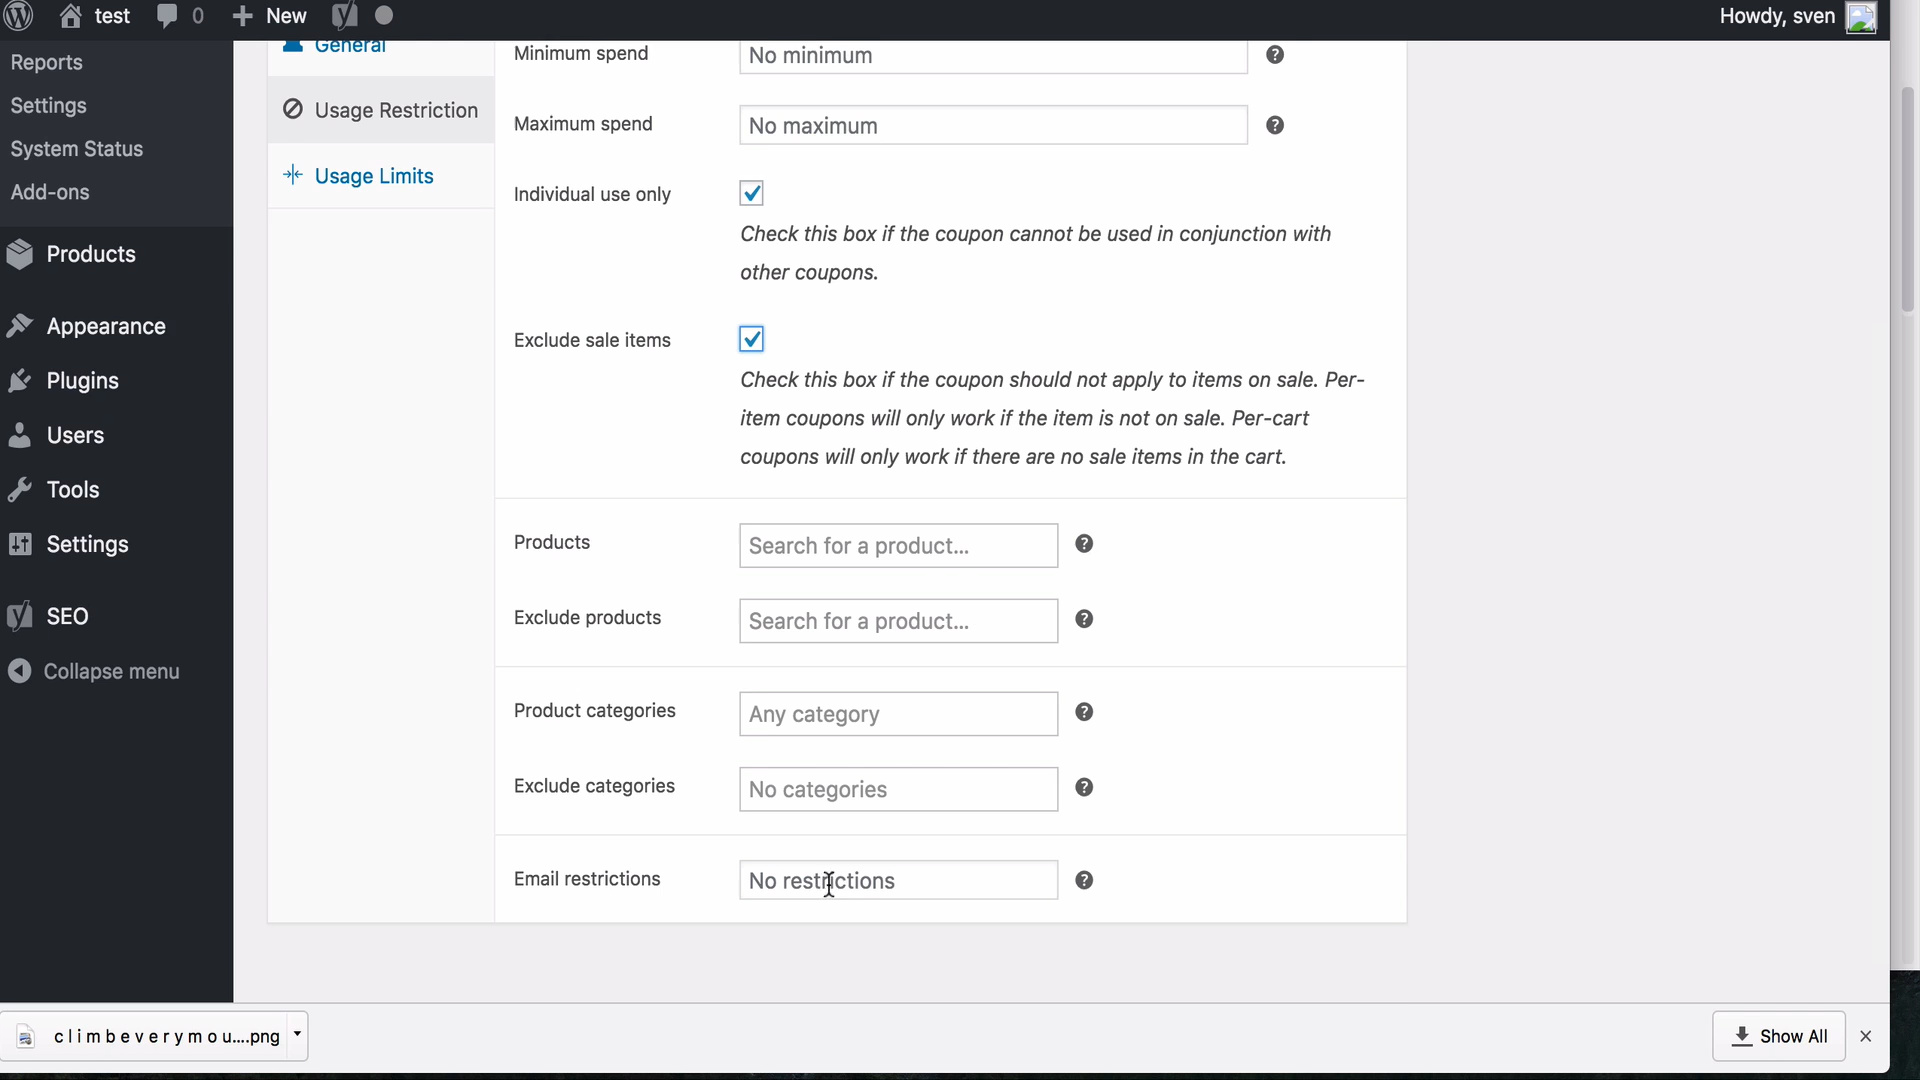 test 0 New Howdy, sven
Reports
Settings
System Status
Add-ons
Products
Appearance
Plugins
Users
Tools
Settings
SEO
Collapse menu
General
Usage Restriction
Usage Limits
Minimum spend No minimum
Maximum spend No maximum
Individual use only
Check this box if the coupon cannot be used in conjunction with
other coupons.
Exclude sale items
Check this box if the coupon should not apply to items on sale. Per-
item coupons will only work if the item is not on sale. Per-cart
coupons will only work if there are no sale items in the cart.
Products Search for a product...
Exclude products Search for a product...
Product categories Any category
Exclude categories No categories
Email restrictions No restrictions
c l i m b e v e r y m o u....png Show All